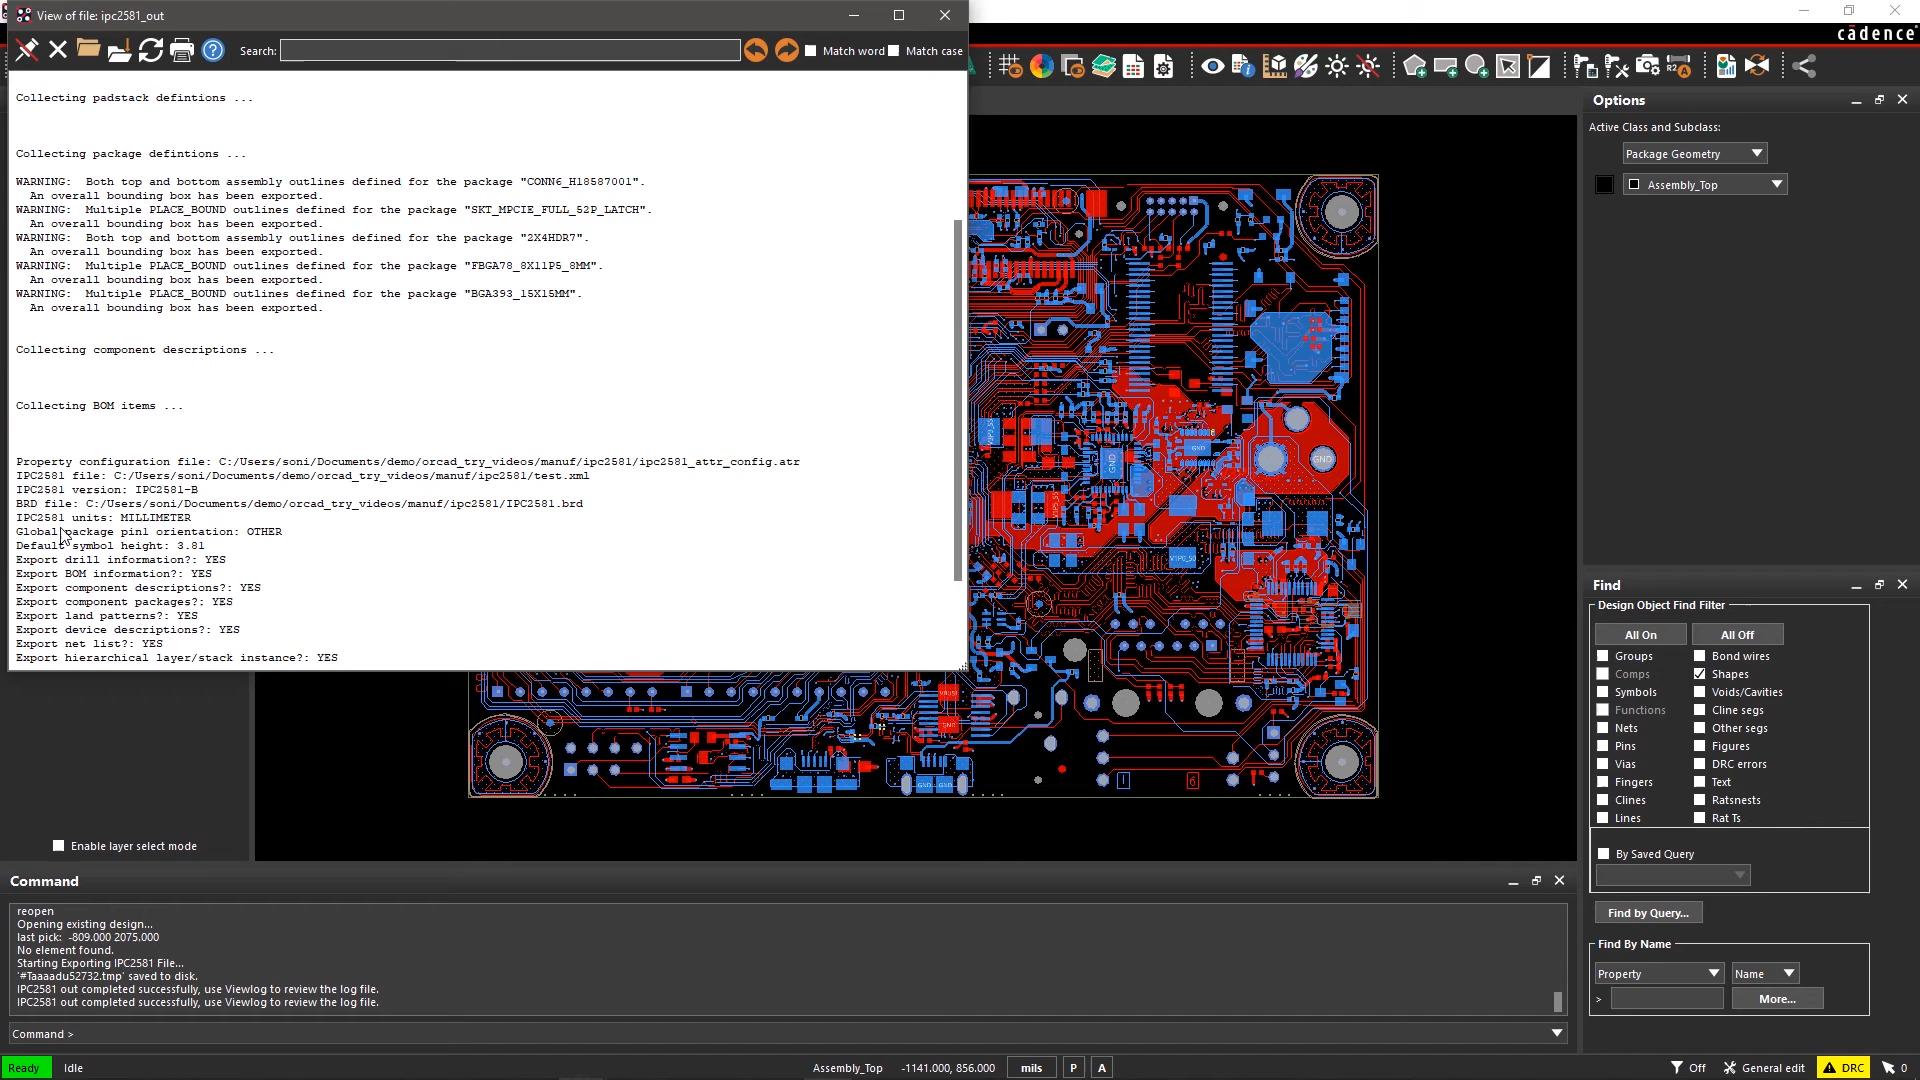 View of file: ipc2581_out
cādence
Search:
Match word
Match case
Collecting padstack defintions ...
Collecting package defintions ...
WARNING: Both top and bottom assembly outlines defined for the package "CONN6_H18587001".
An overall bounding box has been exported.
WARNING: Multiple PLACE_BOUND outlines defined for the package "SKT_MPCIE_FULL_52P_LATCH".
An overall bounding box has been exported.
WARNING: Both top and bottom assembly outlines defined for the package "2X4HDR7".
An overall bounding box has been exported.
WARNING: Multiple PLACE_BOUND outlines defined for the package "FBGA78_8X11P5_8MM".
An overall bounding box has been exported.
WARNING: Multiple PLACE_BOUND outlines defined for the package "BGA393_15X15MM".
An overall bounding box has been exported.
Collecting component descriptions ...
Collecting BOM items ...
Property configuration file: C:/Users/soni/Documents/demo/orcad_try_videos/manuf/ipc2581/ipc2581_attr_config.atr
IPC2581 file: C:/Users/soni/Documents/demo/orcad_try_videos/manuf/ipc2581/test.xml
IPC2581 version: IPC2581-B
BRD file: C:/Users/soni/Documents/demo/orcad_try_videos/manuf/ipc2581/IPC2581.brd
IPC2581 units: MILLIMETER
Global package pin1 orientation: OTHER
Default symbol height: 3.81
Export drill information?: YES
Export BOM information?: YES
Export component descriptions?: YES
Export component packages?: YES
Export land patterns?: YES
Export device descriptions?: YES
Export net list?: YES
Export hierarchical layer/stack instance?: YES
Options
Active Class and Subclass:
Package Geometry
Assembly_Top
GND
GND
GND
V1P0_S0
GND
GND GND
1
6
Find
Design Object Find Filter
All On
All Off
Groups
Bond wires
Comps
Shapes
Symbols
Voids/Cavities
Functions
Cline segs
Nets
Other segs
Pins
Figures
Vias
DRC errors
Fingers
Text
Clines
Ratsnests
Lines
Rat Ts
By Saved Query
Find by Query...
Find By Name
Property
Name
>
More...
Enable layer select mode
Command
reopen
Opening existing design...
last pick: -809.000 2075.000
No element found.
Starting Exporting IPC2581 File...
'#Taaaadu52732.tmp' saved to disk.
IPC2581 out completed successfully, use Viewlog to review the log file.
IPC2581 out completed successfully, use Viewlog to review the log file.
Command >
Ready
Idle
Assembly_Top
-1141.000, 856.000
mils
P
A
Off
General edit
DRC
0